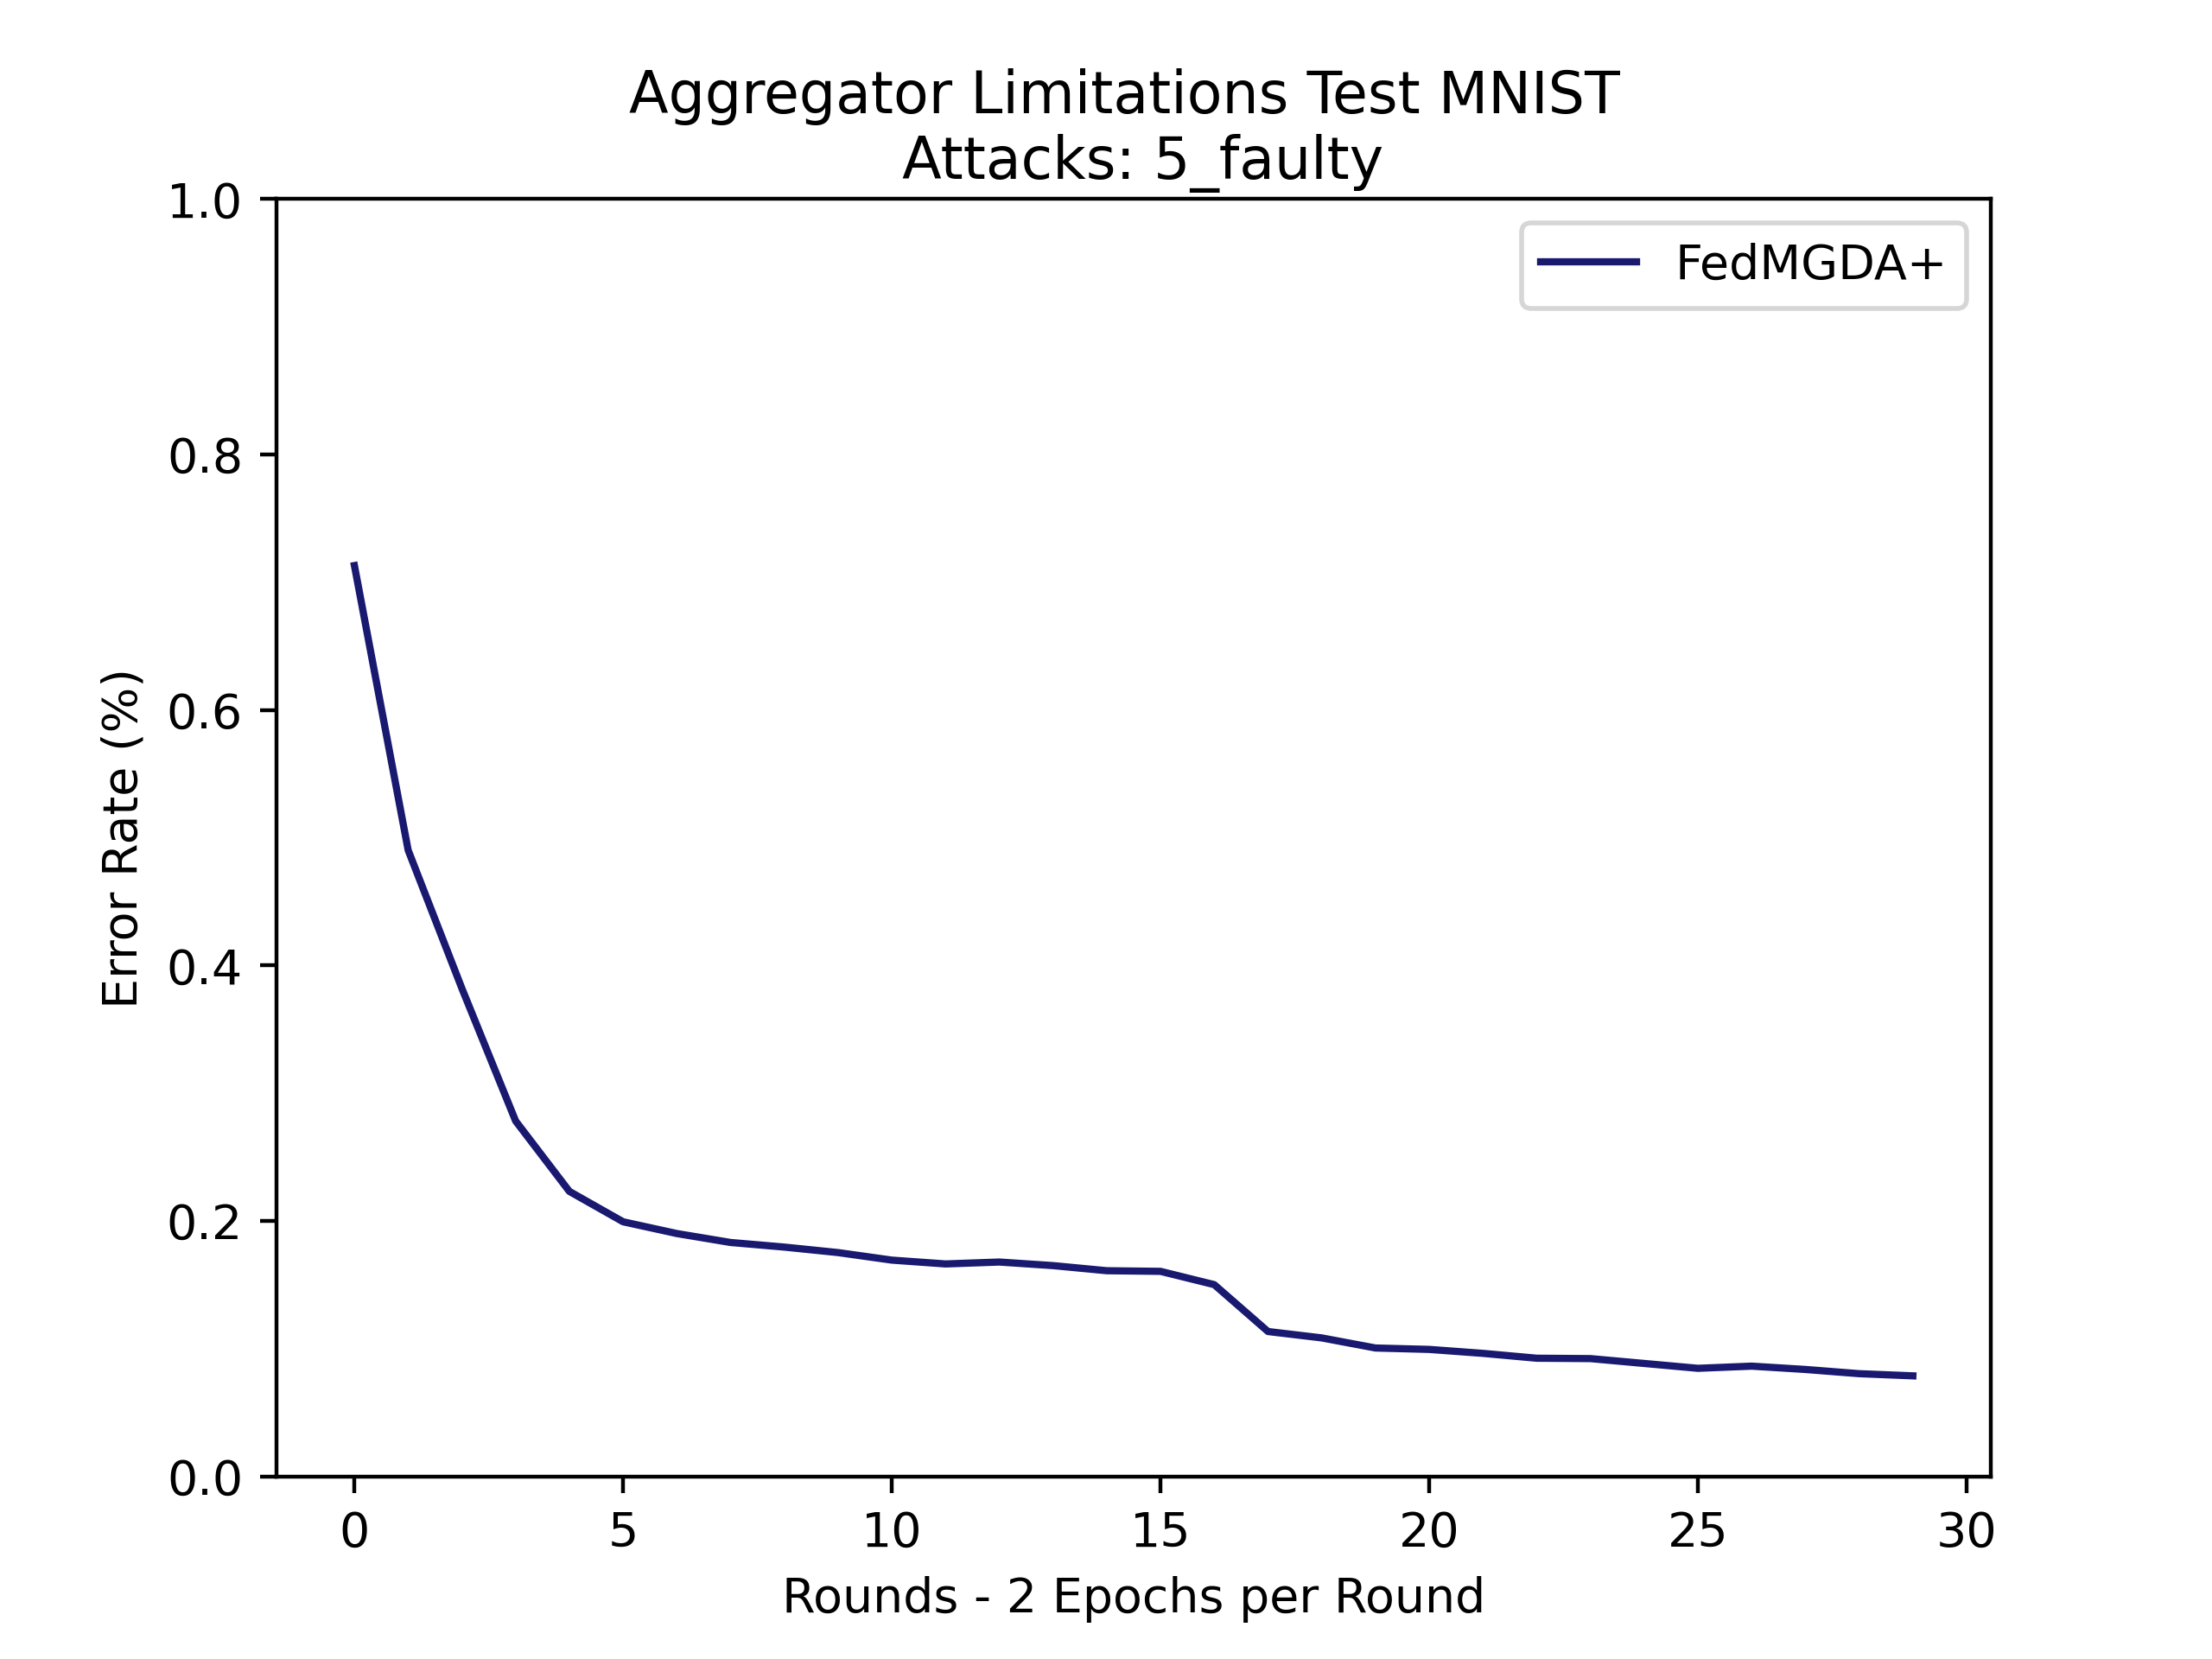 Aggregator Limitations Test MNIST
Attacks: 5_faulty
FedMGDA+
Error Rate (%)
1.0
0.8
0.6
0.4
0.2
0.0
0 5 10 15 20 25 30
Rounds - 2 Epochs per Round